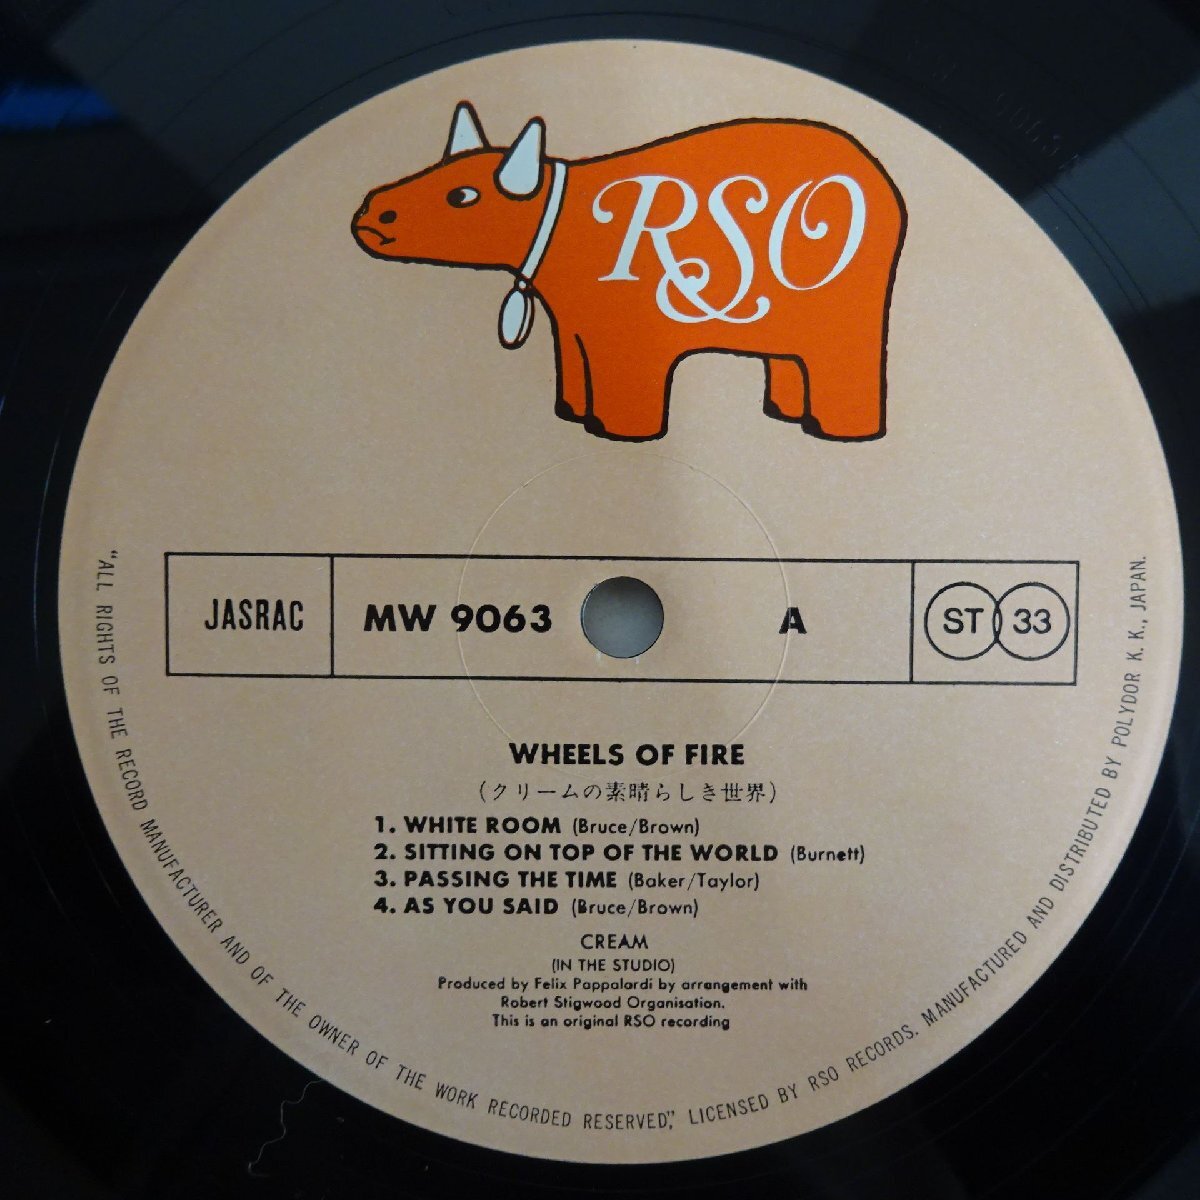 RSO
JASRAC
MW 9063
A
ST 33
WHEELS OF FIRE
(クリームの素晴らしき世界)
1. WHITE ROOM (Bruce/Brown)
2. SITTING ON TOP OF THE WORLD (Burnett)
3. PASSING THE TIME (Baker/Taylor)
4. AS YOU SAID (Bruce/Brown)
CREAM
(IN THE STUDIO)
Produced by Felix Pappalardi by arrangement with
Robert Stigwood Organisation.
This is an original RSO recording
"ALL RIGHTS OF THE RECORD MANUFACTURER AND OF THE OWNER OF THE WORK RECORDED RESERVED," LICENSED BY RSO RECORDS. MANUFACTURED AND DISTRIBUTED BY POLYDOR K. K., JAPAN.